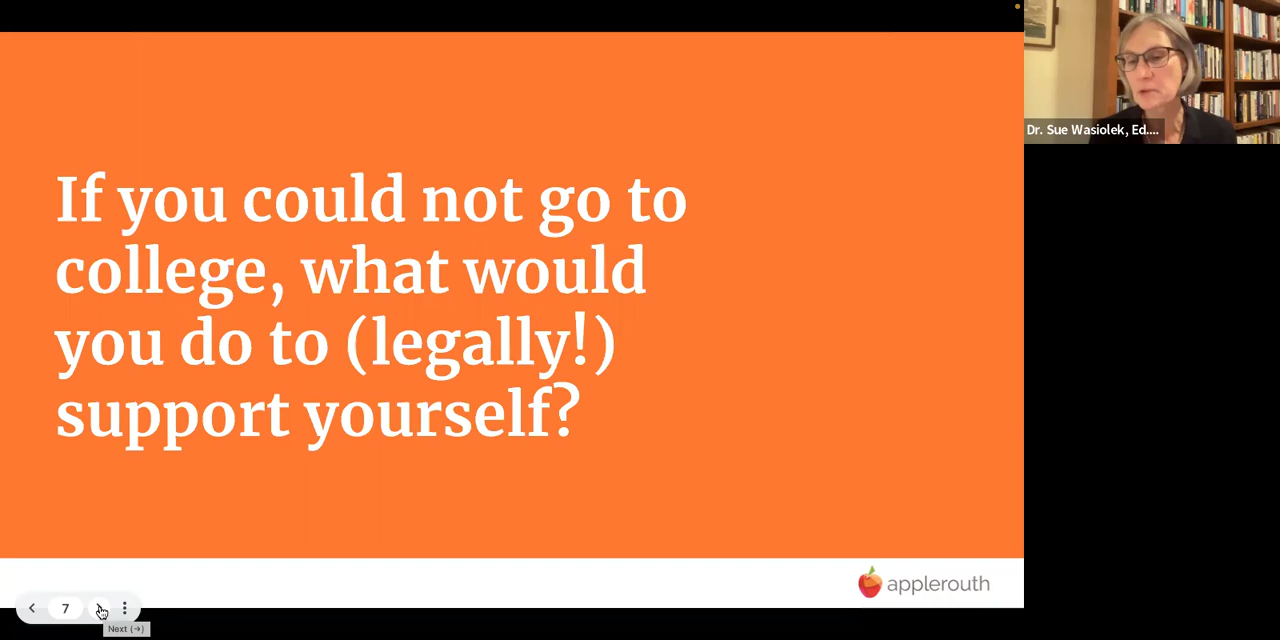 If you could not go to
college, what would
you do to (legally!)
support yourself?
applerouth
Dr. Sue Wasiolek, Ed....
7
Next (→)